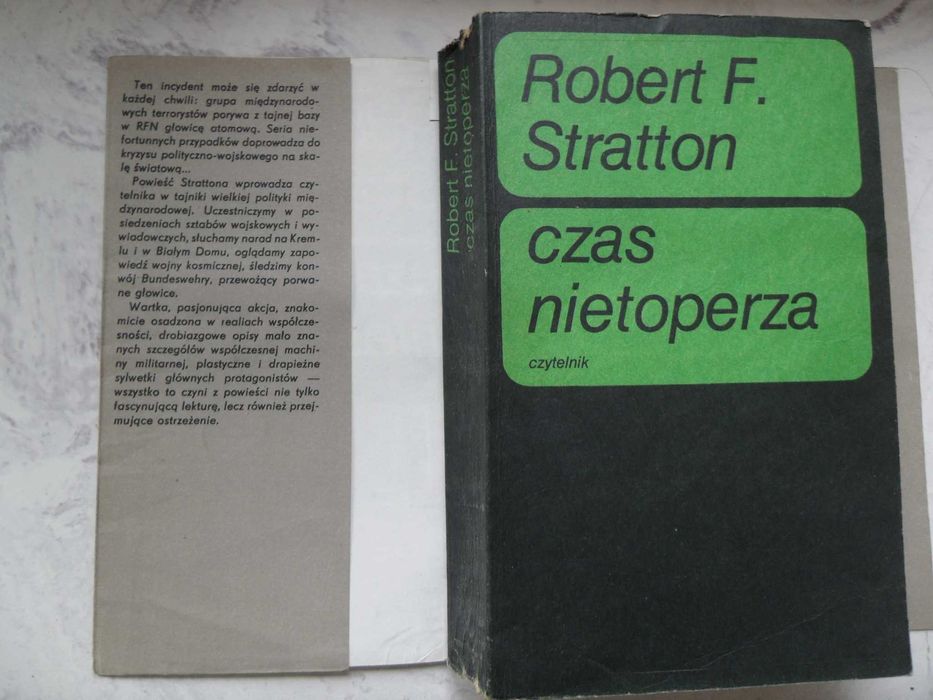 Ten incydent może się zdarzyć w
każdej chwili: grupa międzynarodo-
wych terrorystów porywa z tajnej bazy
w RFN głowicę atomową. Seria nie-
fortunnych przypadków doprowadza do
kryzysu polityczno-wojskowego na ska-
lę światową...
Powieść Strattona wprowadza czy-
telnika w tajniki wielkiej polityki mię-
dzynarodowej. Uczestniczymy w po-
siedzeniach sztabów wojskowych i wy-
wiadowczych, słuchamy narad na Krem-
lu i w Białym Domu, oglądamy zapo-
wiedź wojny kosmicznej, śledzimy kon-
wój Bundeswehry, przewożący porwa-
ne głowice.
Wartka, pasjonująca akcja, znako-
micie osadzona w realiach współcze-
sności, drobiazgowe opisy mało zna-
nych szczegółów współczesnej machi-
ny militarnej, plastyczne i drapieżne
sylwetki głównych protagonistów —
wszystko to czyni z powieści nie tylko
fascynującą lekturę, lecz również przej-
mujące ostrzeżenie.
Robert F. Stratton
czas nietoperza
Robert F.
Stratton
czas
nietoperza
czytelnik